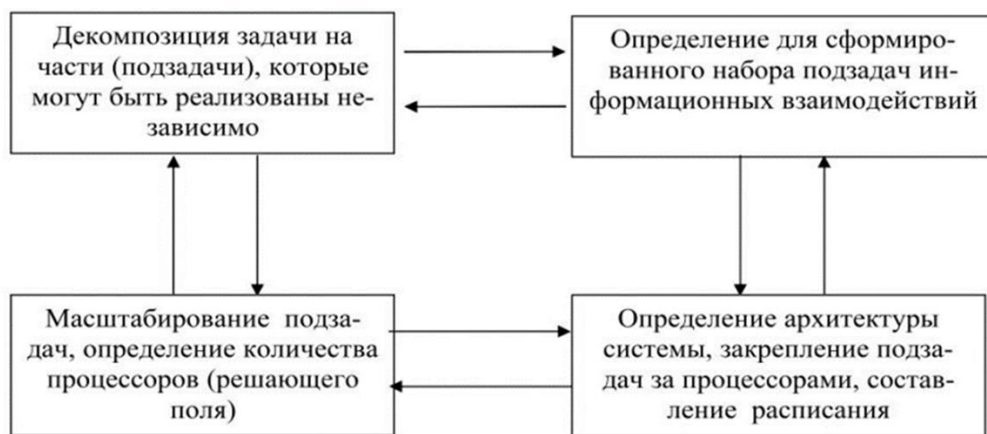 Декомпозиция задачи на
части (подзадачи), которые
могут быть реализованы не-
зависимо
Определение для сформиро-
ванного набора подзадач ин-
формационных взаимодействий
Масштабирование подза-
дач, определение количества
процессоров (решающего
поля)
Определение архитектуры
системы, закрепление подза-
дач за процессорами, состав-
ление расписания